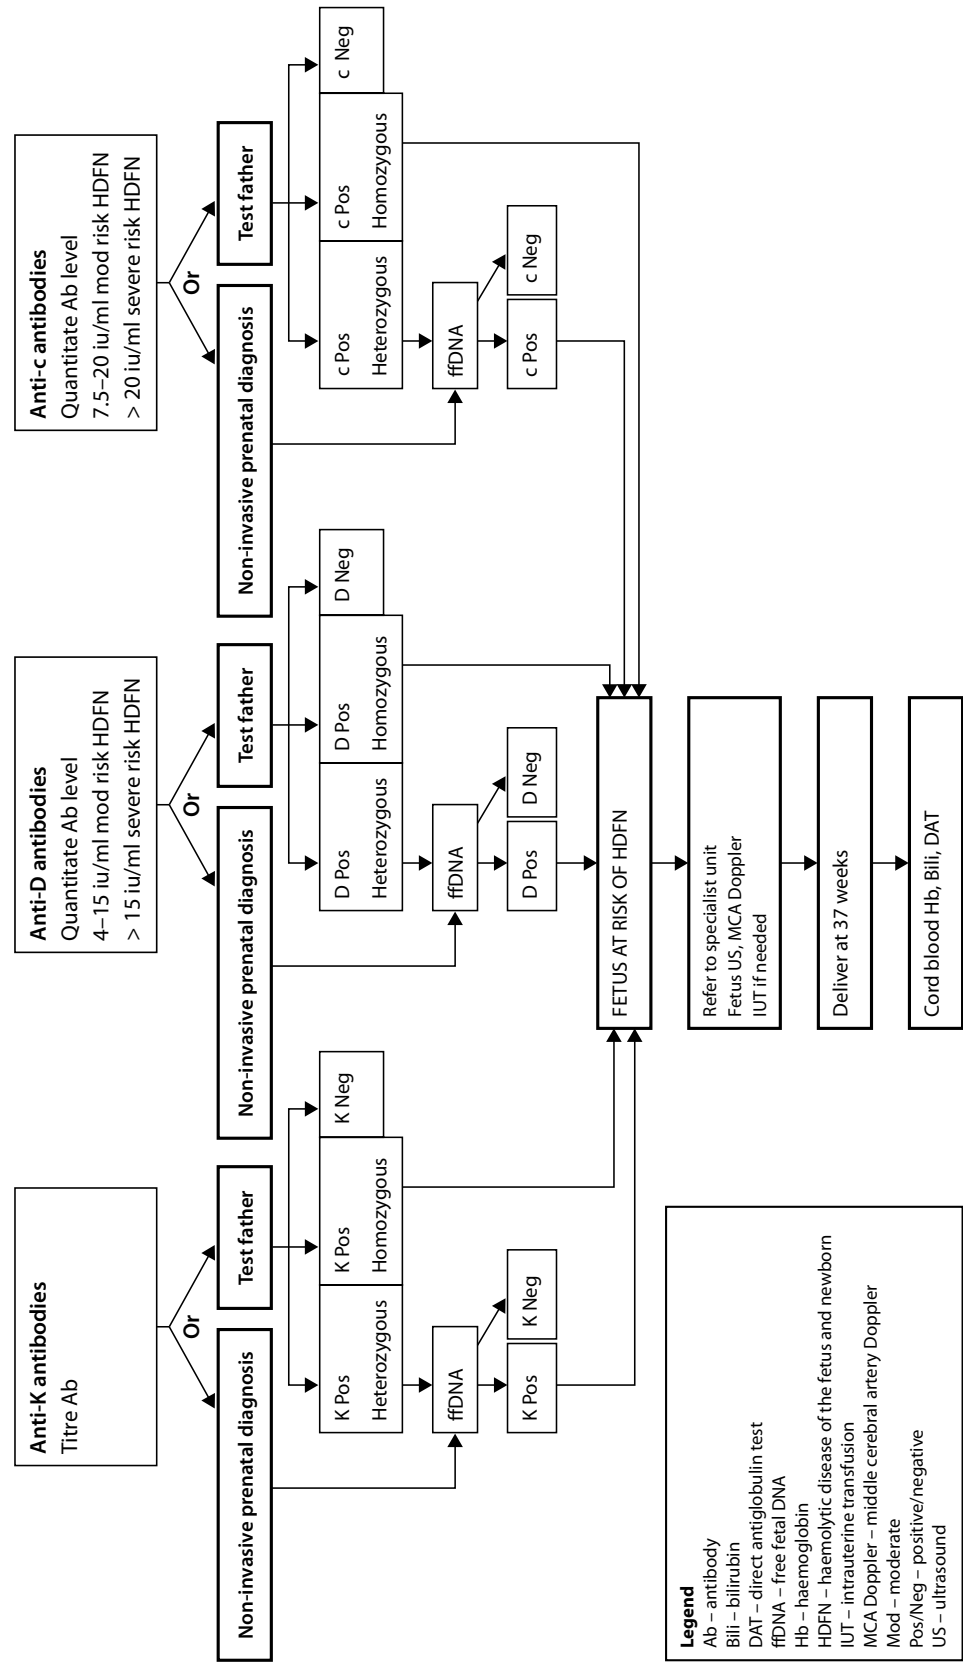 Anti-K antibodies
Titre Ab
Or
Non-invasive prenatal diagnosis
Test father
K Pos
Heterozygous
K Pos
Homozygous
K Neg
ffDNA
K Pos
K Neg
Anti-D antibodies
Quantitate Ab level
4–15 iu/ml mod risk HDFN
> 15 iu/ml severe risk HDFN
Or
Non-invasive prenatal diagnosis
Test father
D Pos
Heterozygous
D Pos
Homozygous
D Neg
ffDNA
D Pos
D Neg
Anti-c antibodies
Quantitate Ab level
7.5–20 iu/ml mod risk HDFN
> 20 iu/ml severe risk HDFN
Or
Non-invasive prenatal diagnosis
Test father
c Pos
Heterozygous
c Pos
Homozygous
c Neg
ffDNA
c Pos
c Neg
FETUS AT RISK OF HDFN
Refer to specialist unit
Fetus US, MCA Doppler
IUT if needed
Deliver at 37 weeks
Cord blood Hb, Bili, DAT
Legend
Ab – antibody
Bili – bilirubin
DAT – direct antiglobulin test
ffDNA – free fetal DNA
Hb – haemoglobin
HDFN – haemolytic disease of the fetus and newborn
IUT – intrauterine transfusion
MCA Doppler – middle cerebral artery Doppler
Mod – moderate
Pos/Neg – positive/negative
US – ultrasound